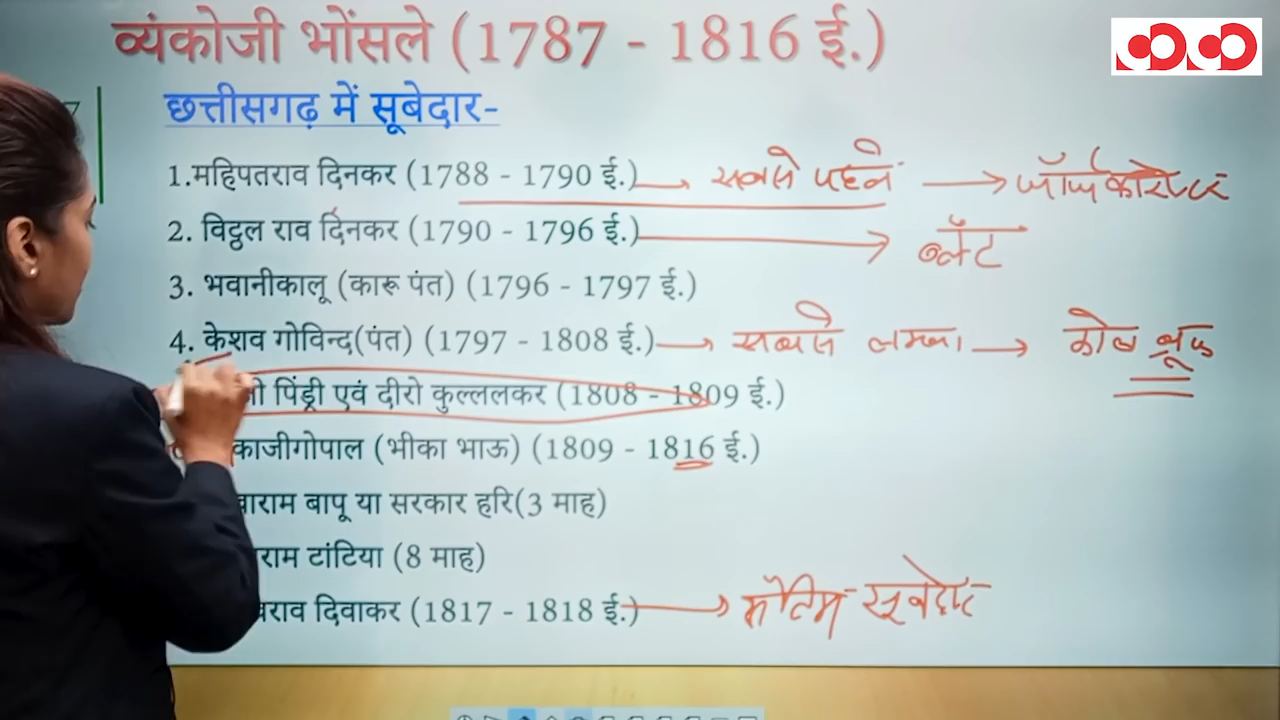 व्यंकोजी भोंसले (1787 - 1816 ई.)
छत्तीसगढ़ में सूबेदार-
1.महिपतराव दिनकर (1788 - 1790 ई.) → सबसे पहले → जॉर्ज फॉरेस्टर
2. विट्ठल राव दिनकर (1790 - 1796 ई.) → ब्लंट
3. भवानीकालू (कारू पंत) (1796 - 1797 ई.)
4. केशव गोविन्द(पंत) (1797 - 1808 ई.) → सबसे लम्बा → कोल ब्रूक
पिंड्री एवं दीरो कुल्ललकर (1808 - 1809 ई.)
काजीगोपाल (भीका भाऊ) (1809 - 1816 ई.)
ाराम बापू या सरकार हरि(3 माह)
राम टांटिया (8 माह)
राव दिवाकर (1817 - 1818 ई.) → अंतिम सूबेदार